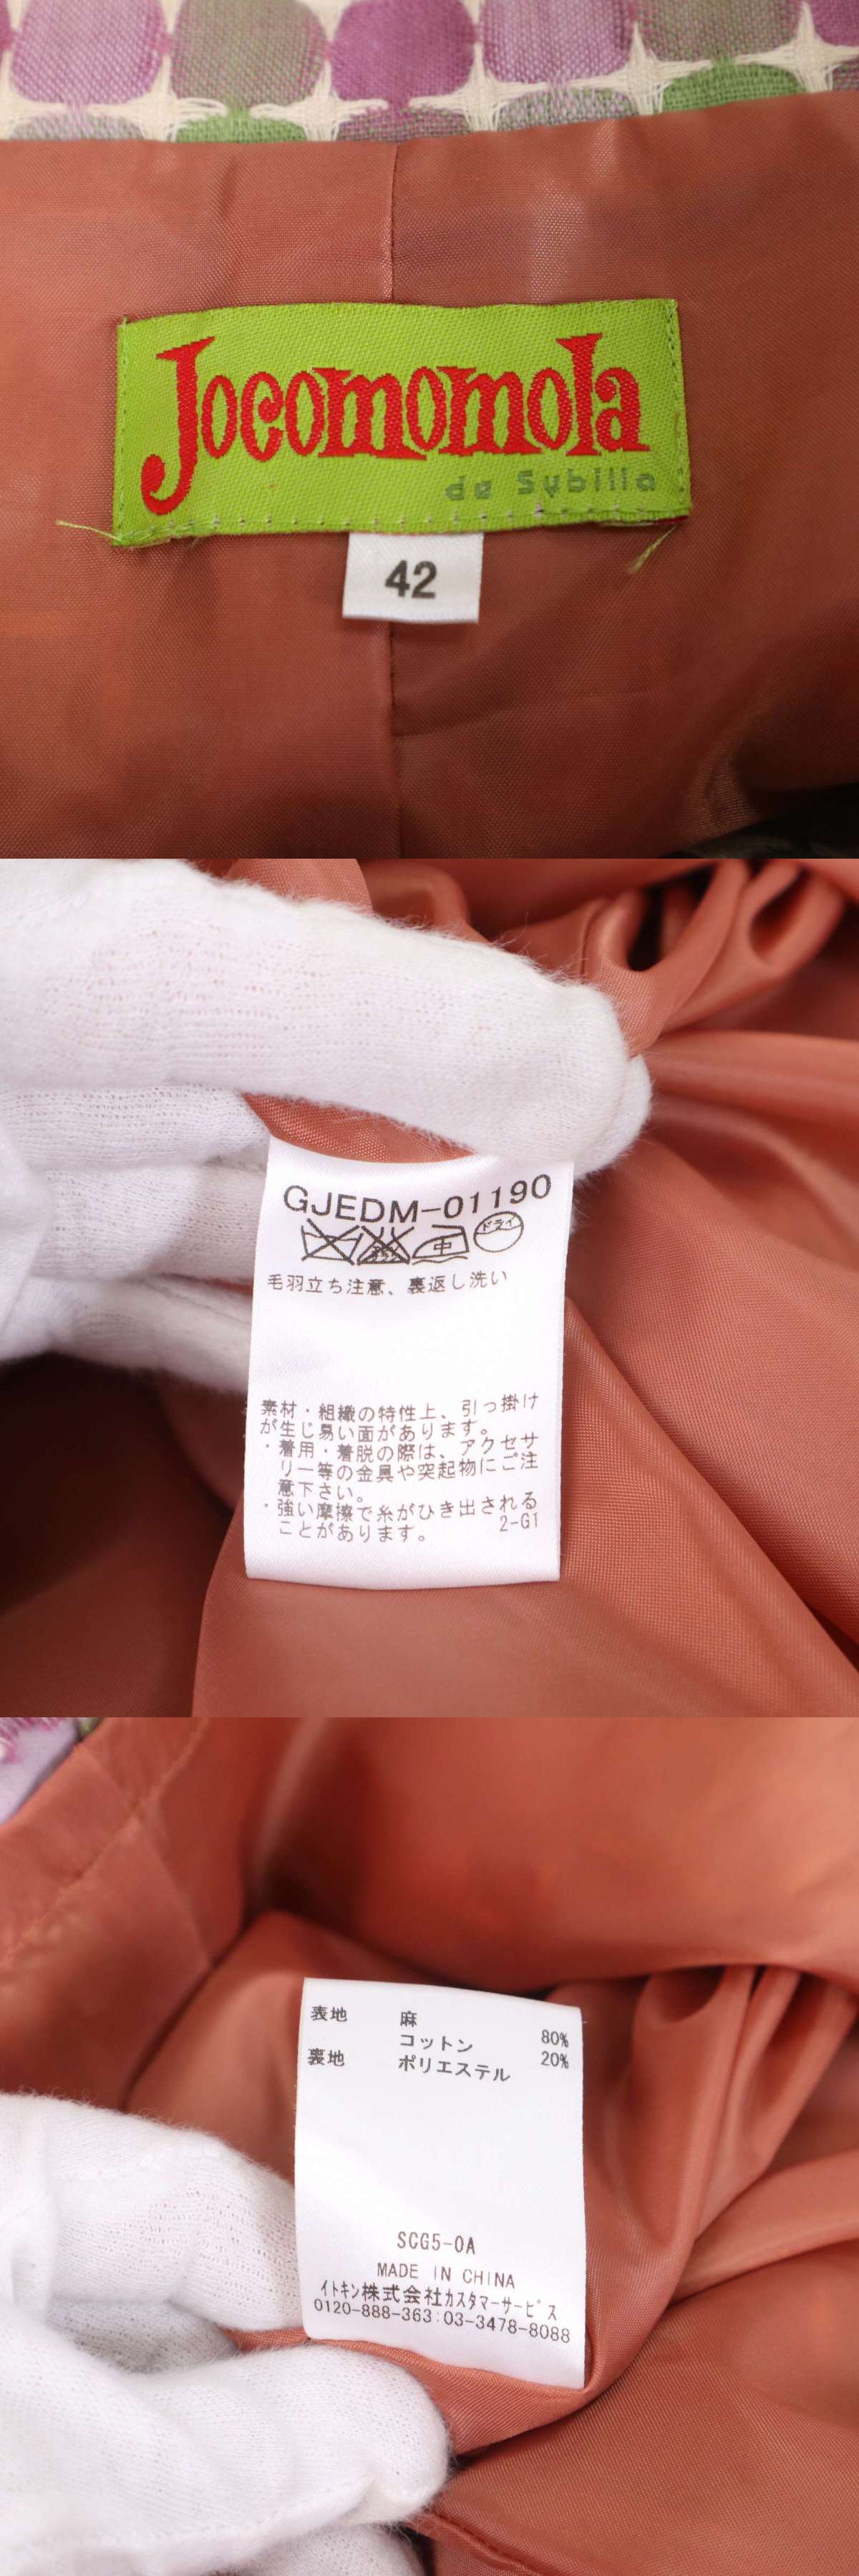 Jocomomola
de Sybilla
42
GJEDM-01190
ドライ
中
毛羽立ち注意、裏返し洗い
素材・組織の特性上、引っ掛け
が生じ易い面があります。
・着用・着脱の際は、アクセサ
リー等の金具や突起物にご注
意下さい。
・強い摩擦で糸がひき出される
ことがあります。 2-G1
表地 麻 80%
コットン 20%
裏地 ポリエステル
SCG5-0A
MADE IN CHINA
イトキン株式会社カスタマーサービス
0120-888-363:03-3478-8088